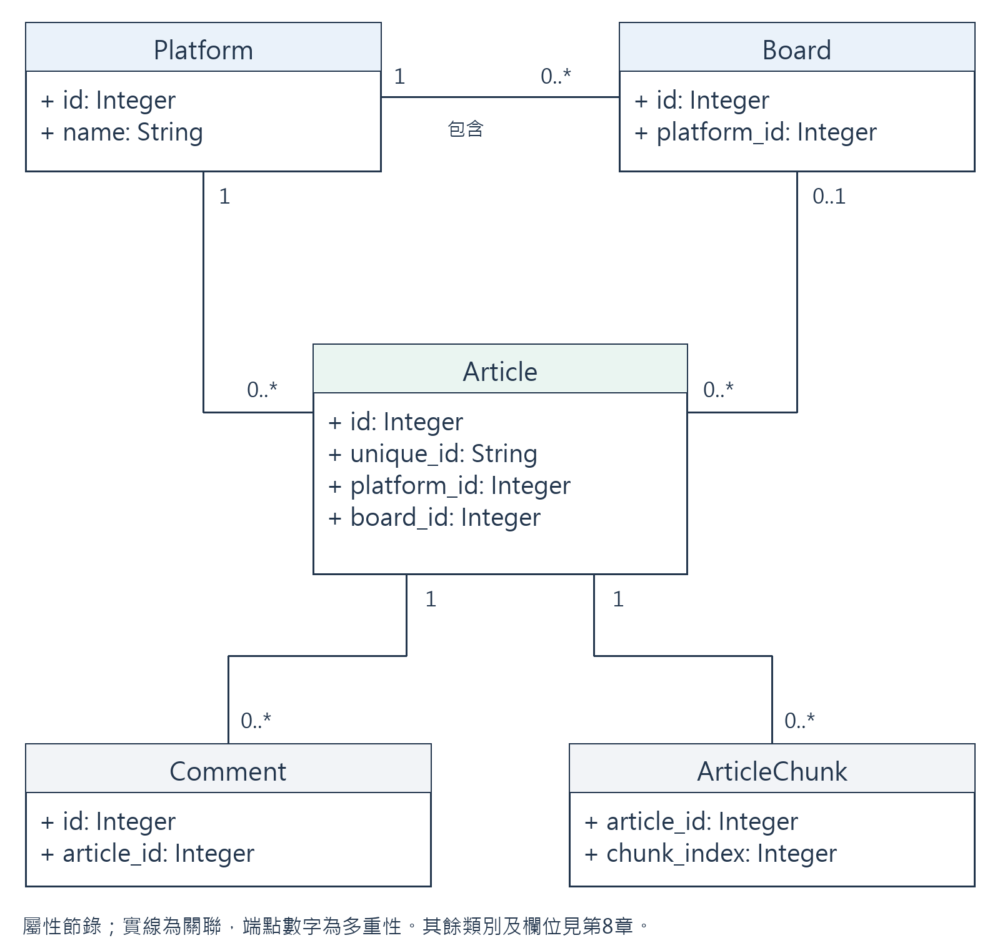 Platform
+ id: Integer
+ name: String
1
0..*
包含
Board
+ id: Integer
+ platform_id: Integer
1
0..1
0..*
0..*
Article
+ id: Integer
+ unique_id: String
+ platform_id: Integer
+ board_id: Integer
1
1
0..*
0..*
Comment
+ id: Integer
+ article_id: Integer
ArticleChunk
+ article_id: Integer
+ chunk_index: Integer
屬性節錄；實線為關聯，端點數字為多重性。其餘類別及欄位見第8章。